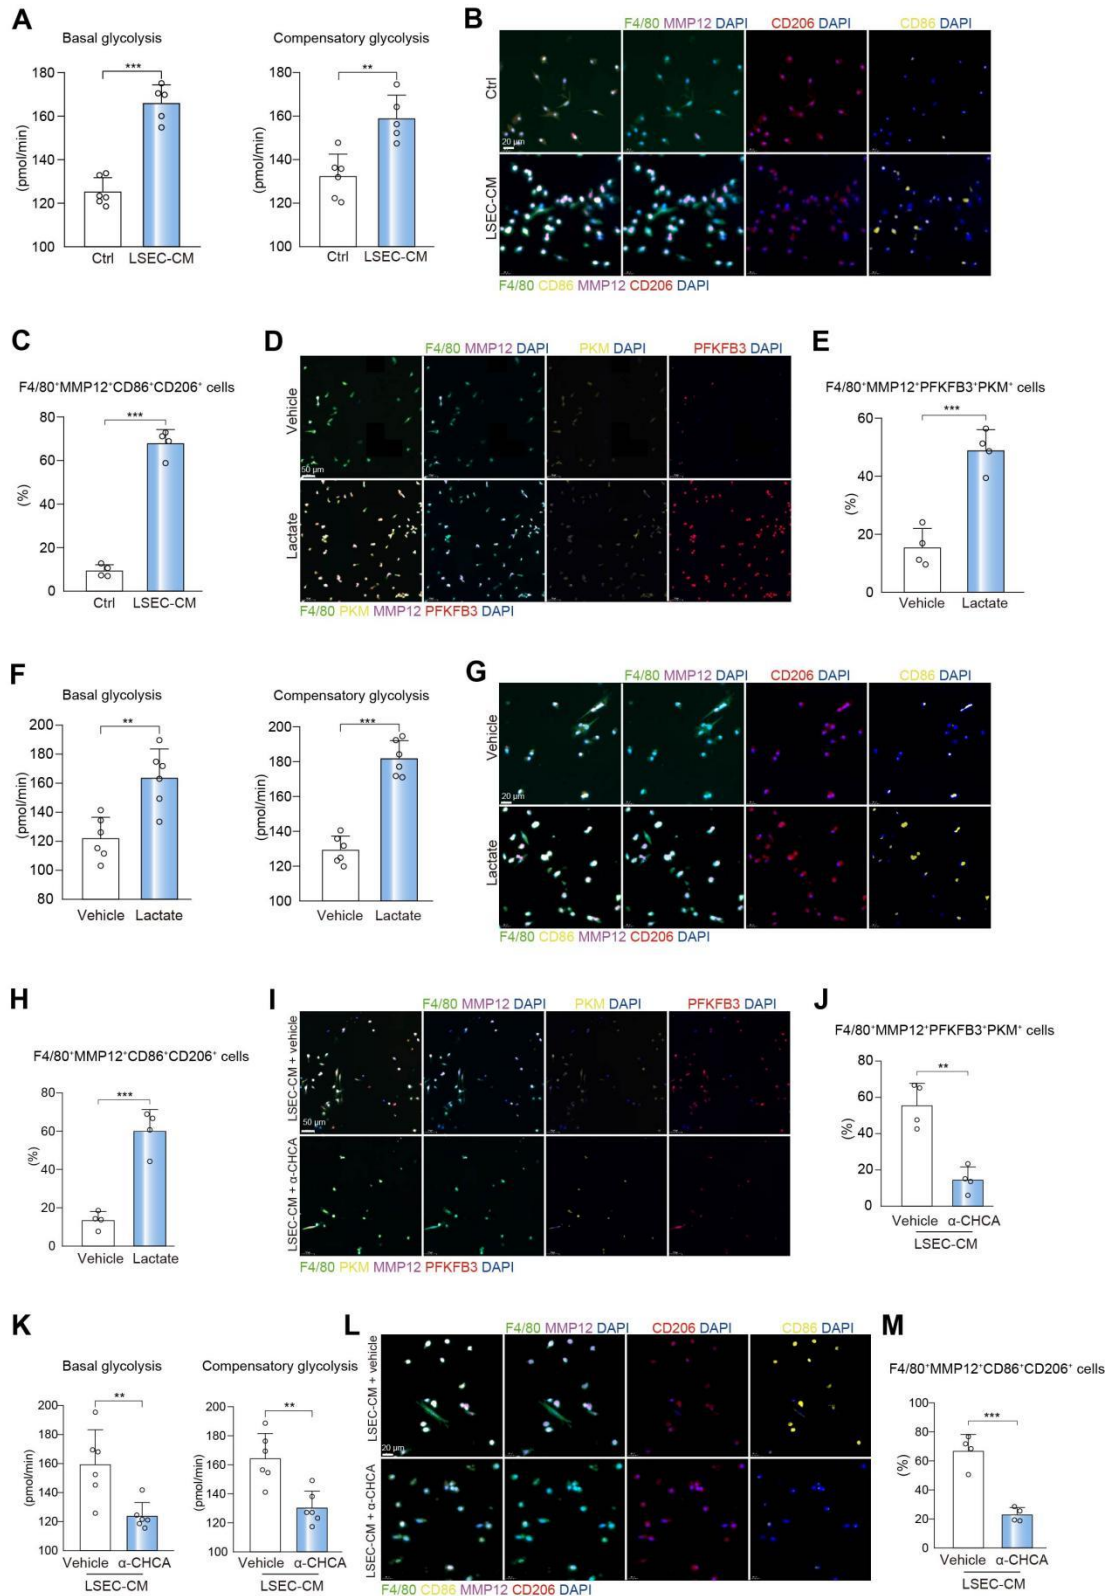 A
Basal glycolysis
***
180
160
140
120
100
(pmol/min)
Ctrl LSEC-CM
Compensatory glycolysis
**
180
160
140
120
100
(pmol/min)
Ctrl LSEC-CM
B
F4/80 MMP12 DAPI CD206 DAPI CD86 DAPI
Ctrl
20 µm
LSEC-CM
F4/80 CD86 MMP12 CD206 DAPI
C
F4/80⁺MMP12⁺CD86⁺CD206⁺ cells
***
80
60
40
20
0
(%)
Ctrl LSEC-CM
D
F4/80 MMP12 DAPI PKM DAPI PFKFB3 DAPI
Vehicle
50 µm
Lactate
F4/80 PKM MMP12 PFKFB3 DAPI
E
F4/80⁺MMP12⁺PFKFB3⁺PKM⁺ cells
***
60
40
20
0
(%)
Vehicle Lactate
F
Basal glycolysis
**
200
180
160
140
120
100
80
(pmol/min)
Vehicle Lactate
Compensatory glycolysis
***
200
180
160
130
120
100
(pmol/min)
Vehicle Lactate
G
F4/80 MMP12 DAPI CD206 DAPI CD86 DAPI
Vehicle
20 µm
Lactate
F4/80 CD86 MMP12 CD206 DAPI
H
F4/80⁺MMP12⁺CD86⁺CD206⁺ cells
***
80
60
40
20
0
(%)
Vehicle Lactate
I
F4/80 MMP12 DAPI PKM DAPI PFKFB3 DAPI
LSEC-CM + vehicle
50 µm
LSEC-CM + α-CHCA
F4/80 PKM MMP12 PFKFB3 DAPI
J
F4/80⁺MMP12⁺PFKFB3⁺PKM⁺ cells
**
80
60
40
20
0
(%)
Vehicle α-CHCA
LSEC-CM
K
Basal glycolysis
**
200
180
160
140
120
100
(pmol/min)
Vehicle α-CHCA
LSEC-CM
Compensatory glycolysis
**
200
180
160
140
120
100
(pmol/min)
Vehicle α-CHCA
LSEC-CM
L
F4/80 MMP12 DAPI CD206 DAPI CD86 DAPI
LSEC-CM + vehicle
20 µm
LSEC-CM + α-CHCA
F4/80 CD86 MMP12 CD206 DAPI
M
F4/80⁺MMP12⁺CD86⁺CD206⁺ cells
***
100
80
60
40
20
0
(%)
Vehicle α-CHCA
LSEC-CM